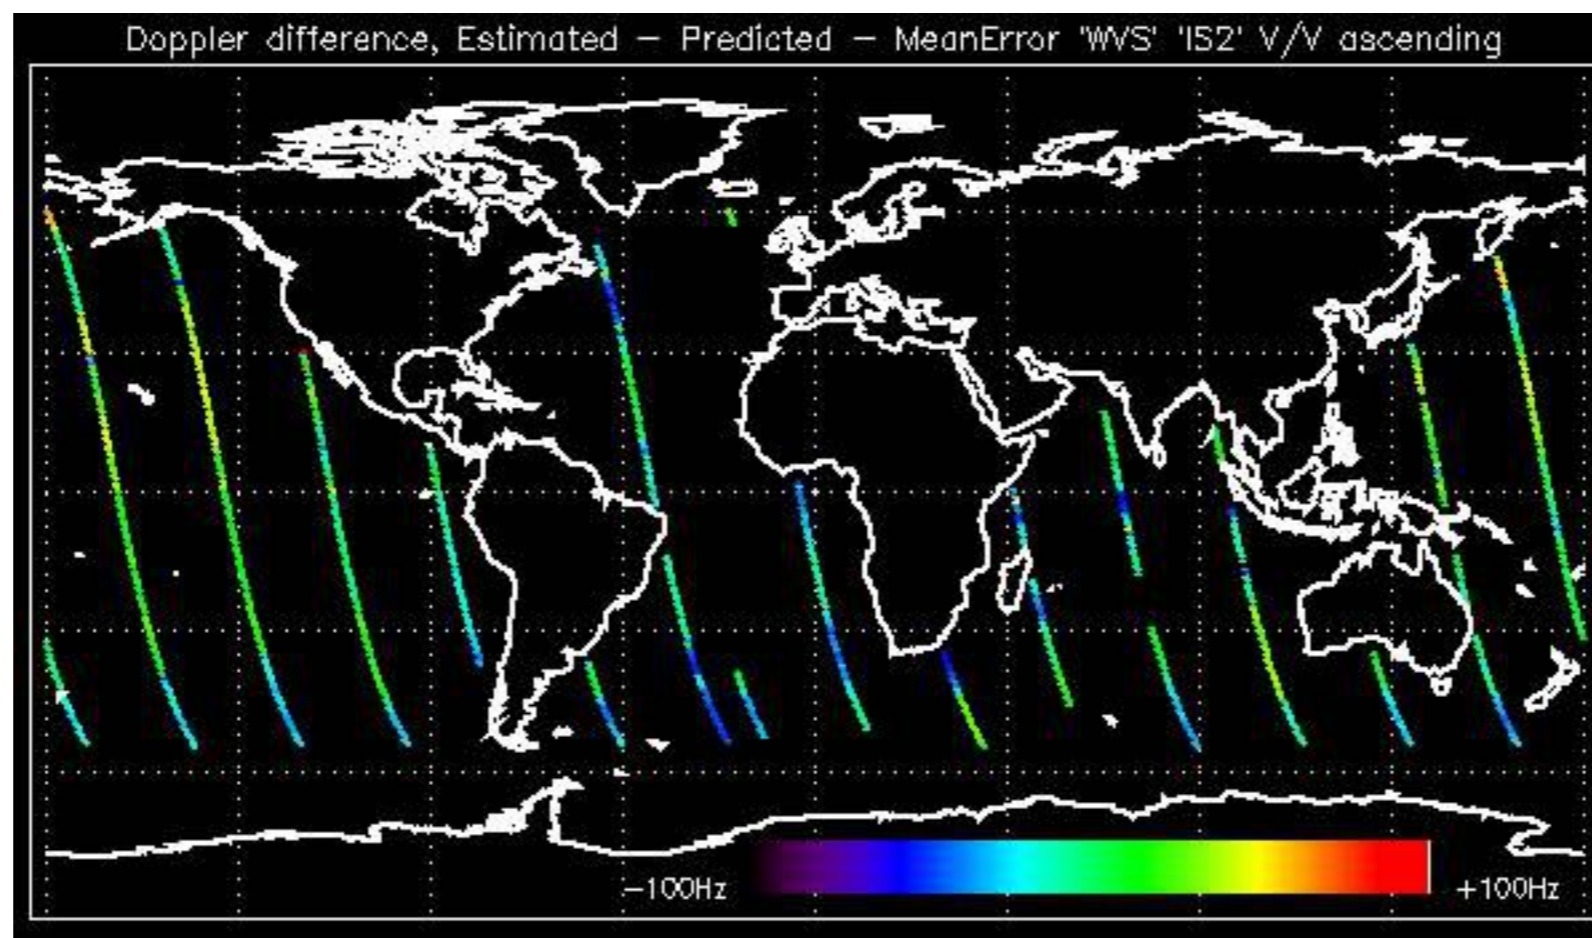 Doppler difference, Estimated – Predicted – MeanError 'WVS' 'IS2' V/V ascending
-100Hz +100Hz